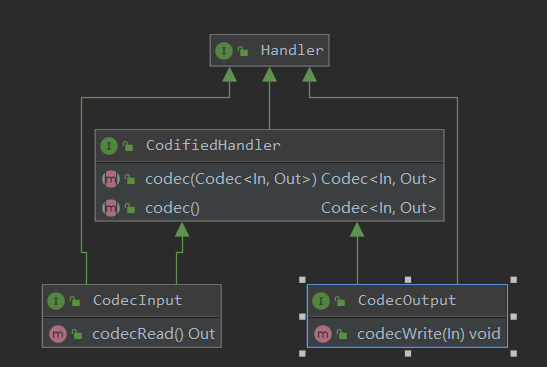 I Handler
I CodifiedHandler
m codec(Codec<In, Out>) Codec<In, Out>
m codec() Codec<In, Out>
I CodecInput
m codecRead() Out
I CodecOutput
m codecWrite(In) void